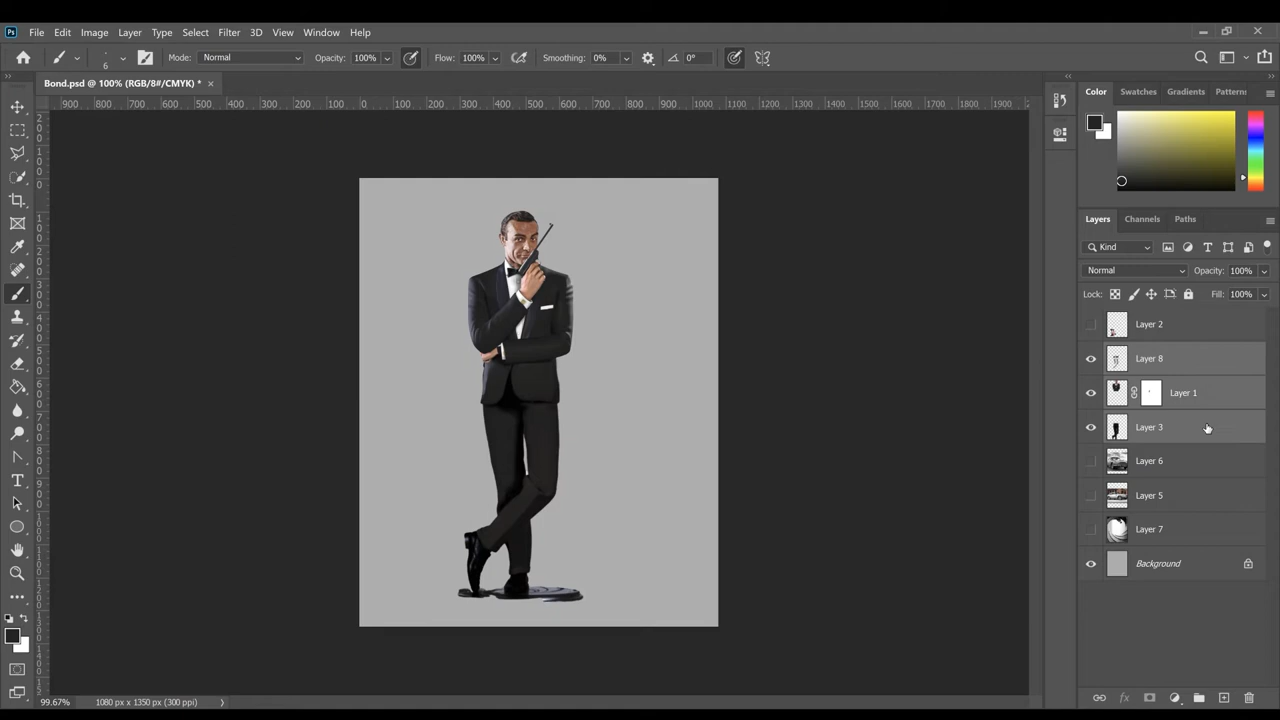 Ps File Edit Image Layer Type Select Filter 3D View Window Help
6 Mode: Normal Opacity: 100% Flow: 100% Smoothing: 0% 0°
Bond.psd @ 100% (RGB/8#/CMYK) * ×
900 800 700 600 500 400 300 200 100 0 100 200 300 400 500 600 700 800 900 1000 1100 1200 1300 1400 1500 1600 1700 1800 1900
Color Swatches Gradients Patterns
Layers Channels Paths
Kind
Normal Opacity: 100%
Lock: Fill: 100%
Layer 2
Layer 8
Layer 1
Layer 3
Layer 6
Layer 5
Layer 7
Background
fx
99.67% 1080 px x 1350 px (300 ppi)